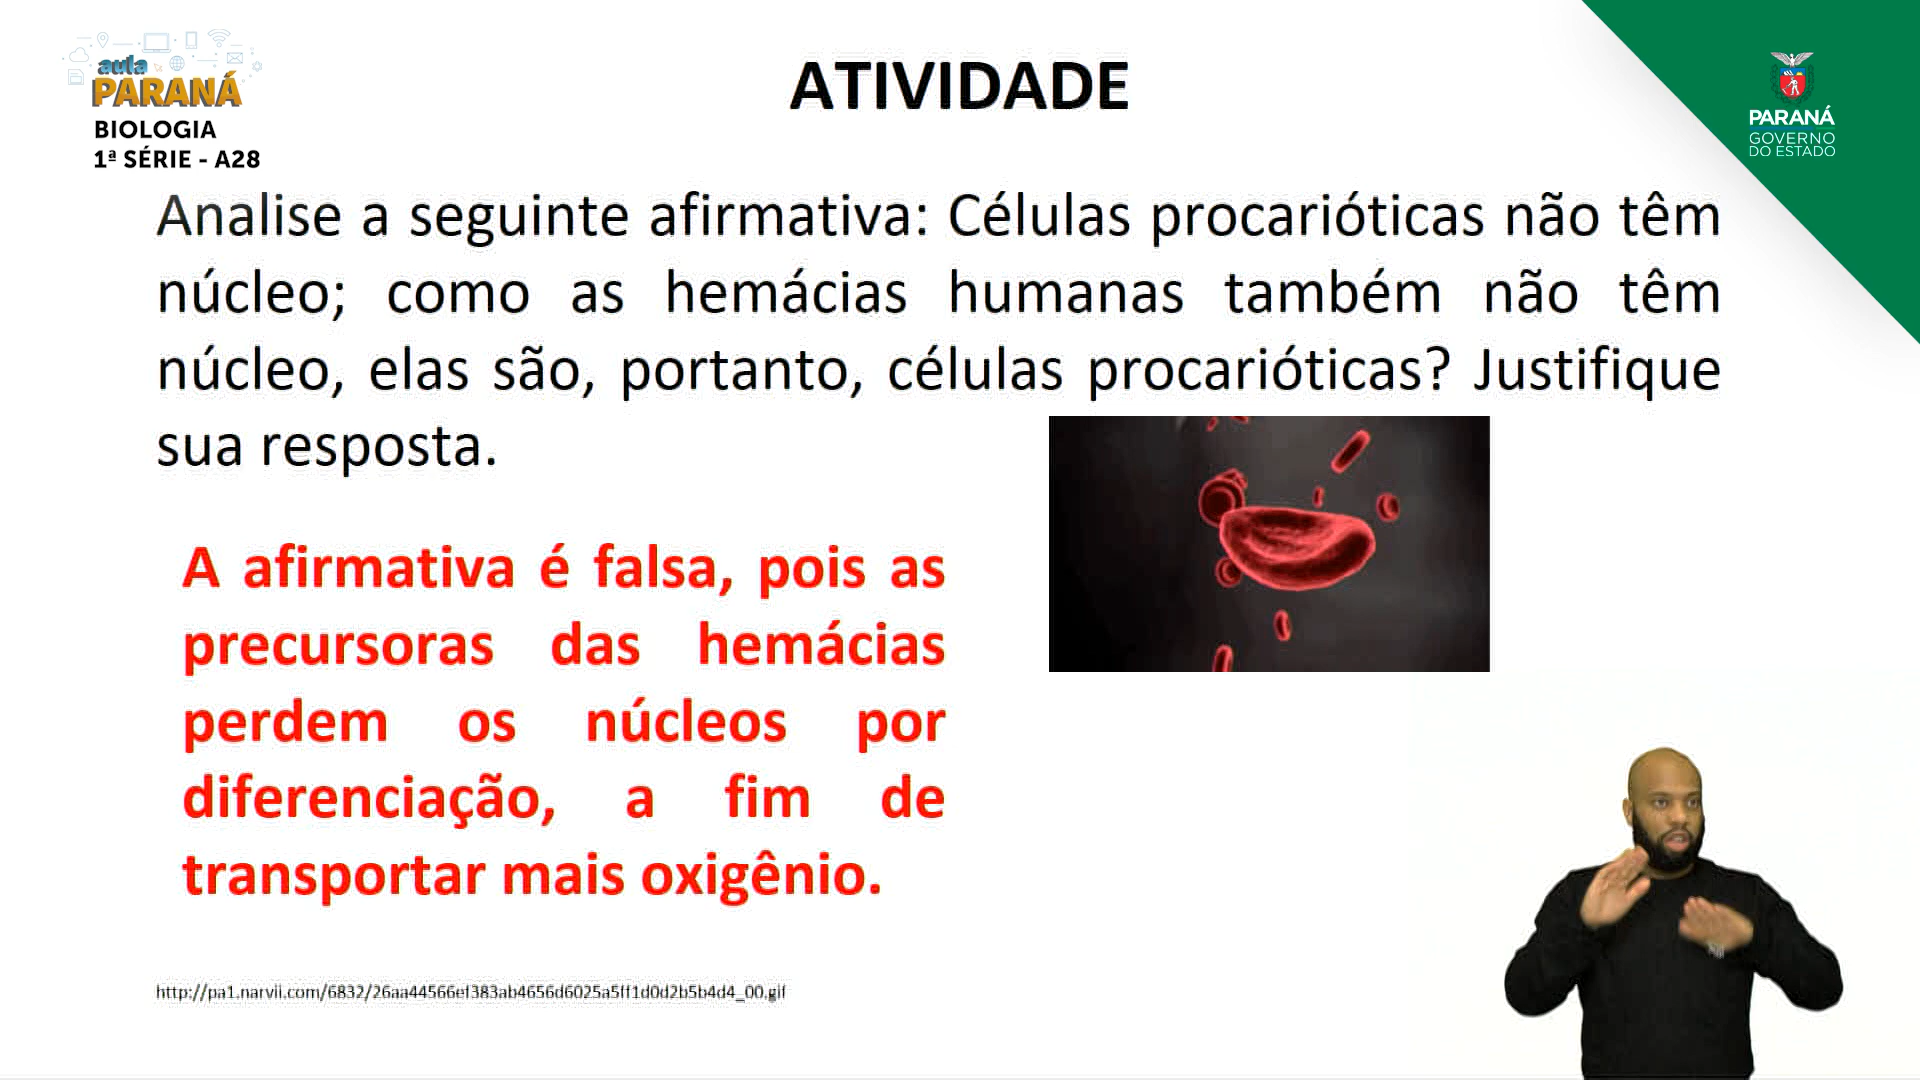 aula
PARANÁ
BIOLOGIA
1ª SÉRIE - A28
ATIVIDADE
PARANÁ
GOVERNO
DO ESTADO
Analise a seguinte afirmativa: Células procarióticas não têm
núcleo; como as hemácias humanas também não têm
núcleo, elas são, portanto, células procarióticas? Justifique
sua resposta.
A afirmativa é falsa, pois as
precursoras das hemácias
perdem os núcleos por
diferenciação, a fim de
transportar mais oxigênio.
http://pa1.narvii.com/6832/26aa44566ef383ab4656d6025a5ff1d0d2b5b4d4_00.gif